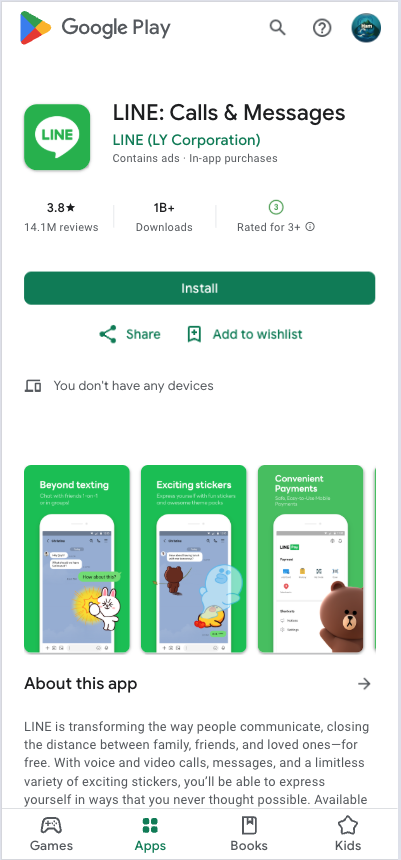 Google Play
LINE
LINE: Calls & Messages
LINE (LY Corporation)
Contains ads · In-app purchases
3.8★
14.1M reviews
1B+
Downloads
3
Rated for 3+
Install
Share
Add to wishlist
You don't have any devices
Beyond texting
Chat with friends 1-on-1
or in groups!
Exciting stickers
Express yourself with fun stickers
and awesome theme packs
Convenient
Payments
Safe, Easy-to-Use Mobile
Payments
How about this?
LINE Pay
Payment
Shortcuts
Settings
About this app
LINE is transforming the way people communicate, closing
the distance between family, friends, and loved ones—for
free. With voice and video calls, messages, and a limitless
variety of exciting stickers, you'll be able to express
yourself in ways that you never thought possible. Available
Games
Apps
Books
Kids